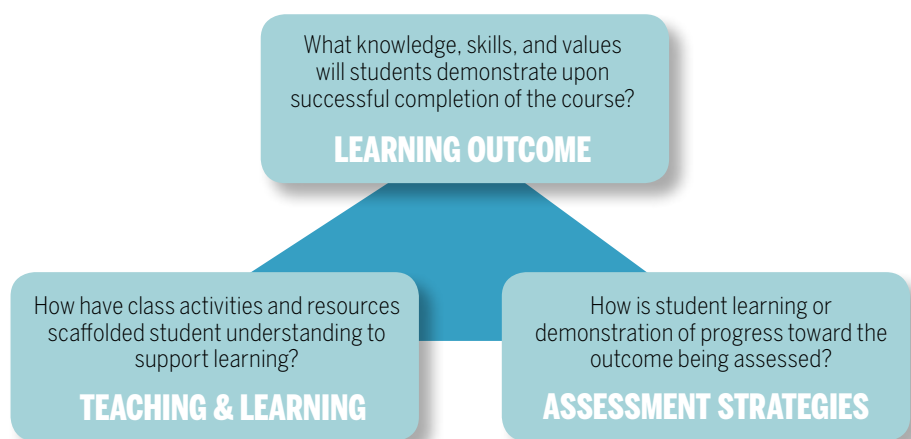 What knowledge, skills, and values
will students demonstrate upon
successful completion of the course?
LEARNING OUTCOME
How have class activities and resources
scaffolded student understanding to
support learning?
TEACHING & LEARNING
How is student learning or
demonstration of progress toward the
outcome being assessed?
ASSESSMENT STRATEGIES